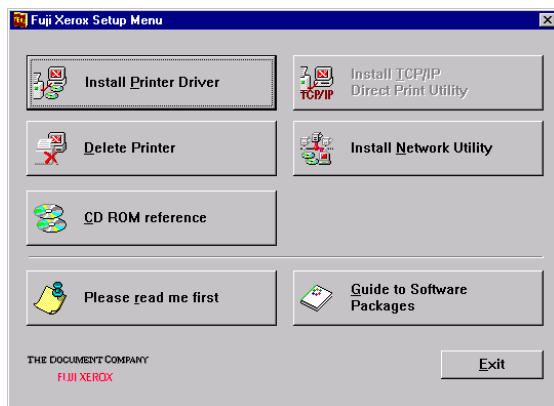 Fuji Xerox Setup Menu
Install Printer Driver
Install TCP/IP
Direct Print Utility
TCP/IP
Delete Printer
Install Network Utility
CD ROM reference
Please read me first
Guide to Software
Packages
THE DOCUMENT COMPANY
FUJI XEROX
Exit